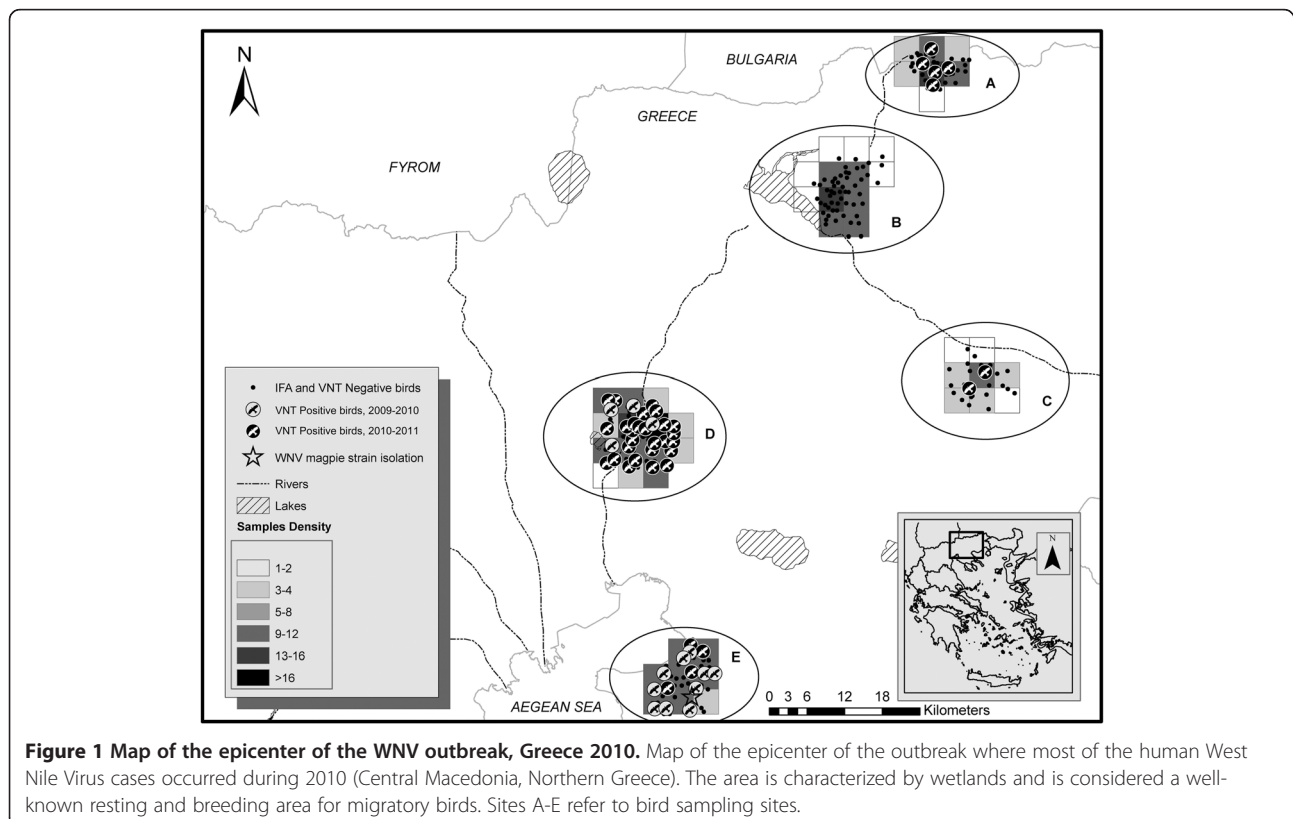 N
BULGARIA
A
GREECE
FYROM
B
C
D
IFA and VNT Negative birds
VNT Positive birds, 2009-2010
VNT Positive birds, 2010-2011
WNV magpie strain isolation
Rivers
Lakes
Samples Density
1-2
3-4
5-8
9-12
13-16
>16
N
E
AEGEAN SEA
0 3 6 12 18
Kilometers
Figure 1 Map of the epicenter of the WNV outbreak, Greece 2010. Map of the epicenter of the outbreak where most of the human West
Nile Virus cases occurred during 2010 (Central Macedonia, Northern Greece). The area is characterized by wetlands and is considered a well-
known resting and breeding area for migratory birds. Sites A-E refer to bird sampling sites.